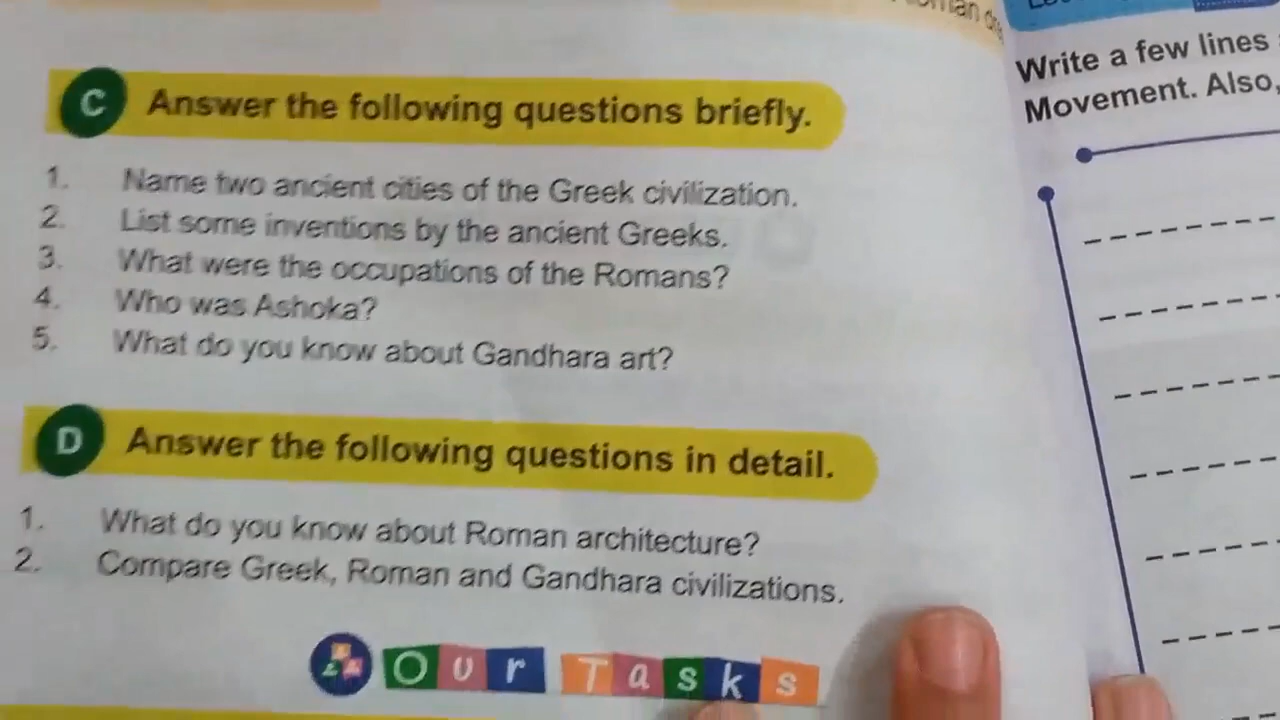 C Answer the following questions briefly.
1. Name two ancient cities of the Greek civilization.
2. List some inventions by the ancient Greeks.
3. What were the occupations of the Romans?
4. Who was Ashoka?
5. What do you know about Gandhara art?
D Answer the following questions in detail.
1. What do you know about Roman architecture?
2. Compare Greek, Roman and Gandhara civilizations.
Our Tasks
Write a few lines
Movement. Also,